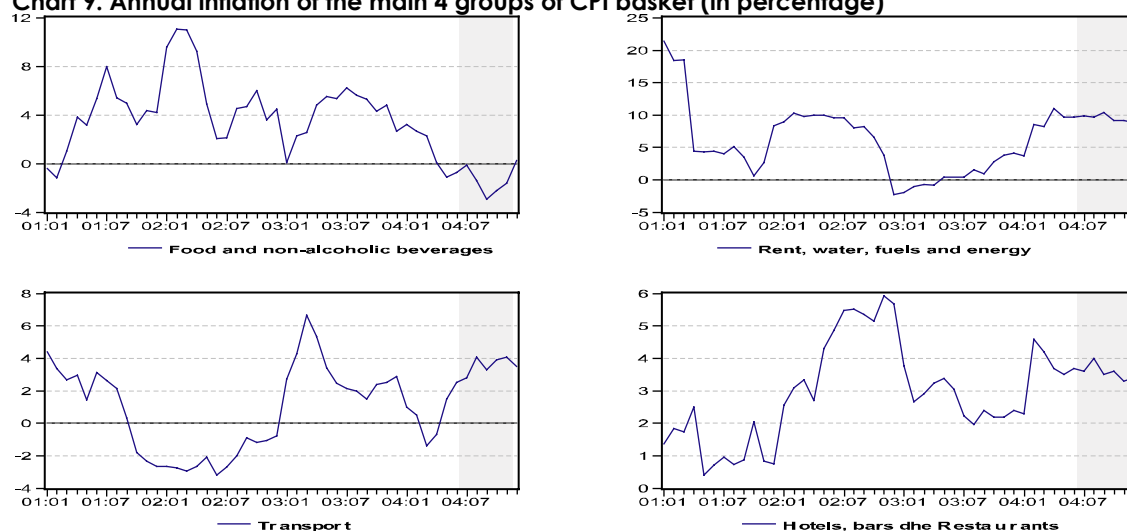 Chart 9. Annual inflation of the main 4 groups of CPI basket (in percentage)
12
8
4
0
-4
01:01 01:07 02:01 02:07 03:01 03:07 04:01 04:07
Food and non-alcoholic beverages
25
20
15
10
5
0
-5
01:01 01:07 02:01 02:07 03:01 03:07 04:01 04:07
Rent, water, fuels and energy
8
6
4
2
0
-2
-4
01:01 01:07 02:01 02:07 03:01 03:07 04:01 04:07
Transport
6
5
4
3
2
1
0
01:01 01:07 02:01 02:07 03:01 03:07 04:01 04:07
Hotels, bars dhe Restaurants